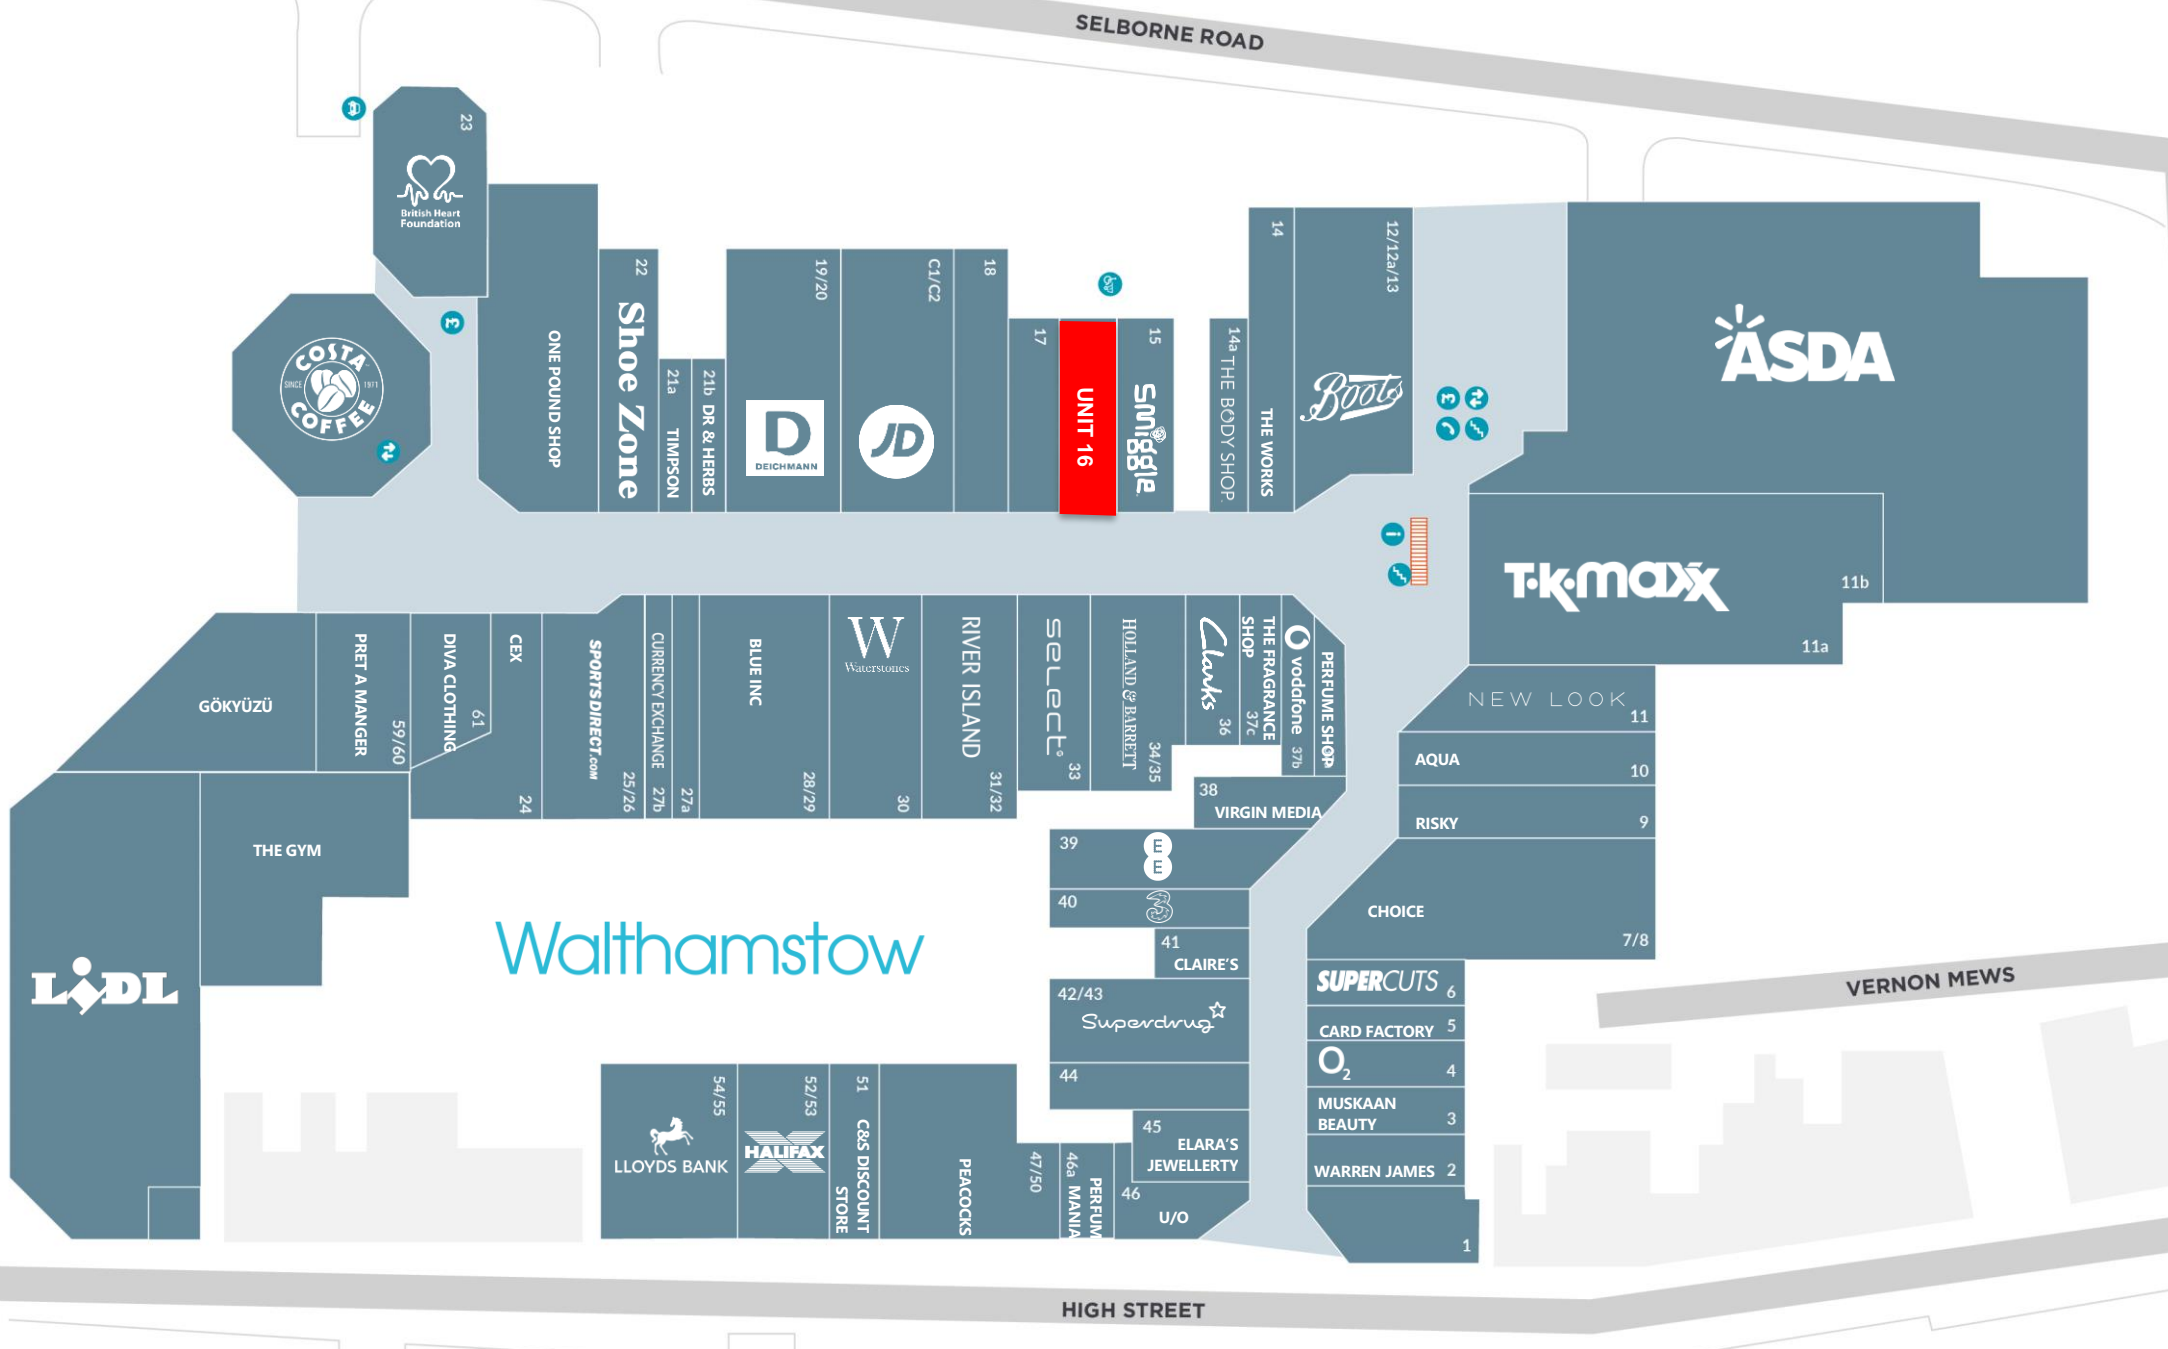 SELBORNE ROAD
23
British Heart
Foundation
COSTA
SINCE 1971
COFFEE
ONE POUND SHOP
22
Shoe Zone
21a TIMPSON
21b DR & HERBS
19/20
D
DEICHMANN
C1/C2
JD
18
17
UNIT 16
15
Smiggle
14a THE BODY SHOP.
14
THE WORKS
12/12a/13
Boots
3
3
i
ASDA
T·K·maxx
11b
11a
GÖKYÜZÜ
PRET A MANGER
59/60
DIVA CLOTHING
61
CEX
24
SPORTSDIRECT.COM
25/26
CURRENCY EXCHANGE 27b
27a
BLUE INC
28/29
W
Waterstones
30
RIVER ISLAND
31/32
SELECT
33
HOLLAND & BARRETT
34/35
Clarks
36
THE FRAGRANCE
SHOP
37c
vodafone
37b
PERFUME SHOP
NEW LOOK
11
AQUA
10
RISKY
9
CHOICE
7/8
38
VIRGIN MEDIA
39
EE
40
3
41
CLAIRE'S
42/43
Superdrug
44
45
ELARA'S
JEWELLERTY
46
U/O
SUPERCUTS 6
CARD FACTORY 5
O2
4
MUSKAAN
BEAUTY
3
WARREN JAMES 2
1
THE GYM
LIDL
Walthamstow
54/55
LLOYDS BANK
52/53
HALIFAX
51 C&S DISCOUNT
STORE
PEACOCKS
47/50
46a PERFUM
MANIA
VERNON MEWS
HIGH STREET